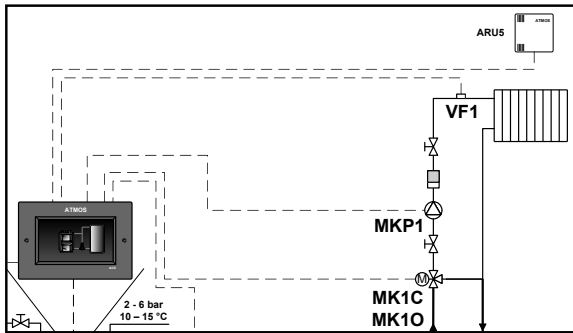 ATMOS
ARU5
VF1
MKP1
ATMOS
2 - 6 bar
10 – 15 °C
M
MK1C
MK1O